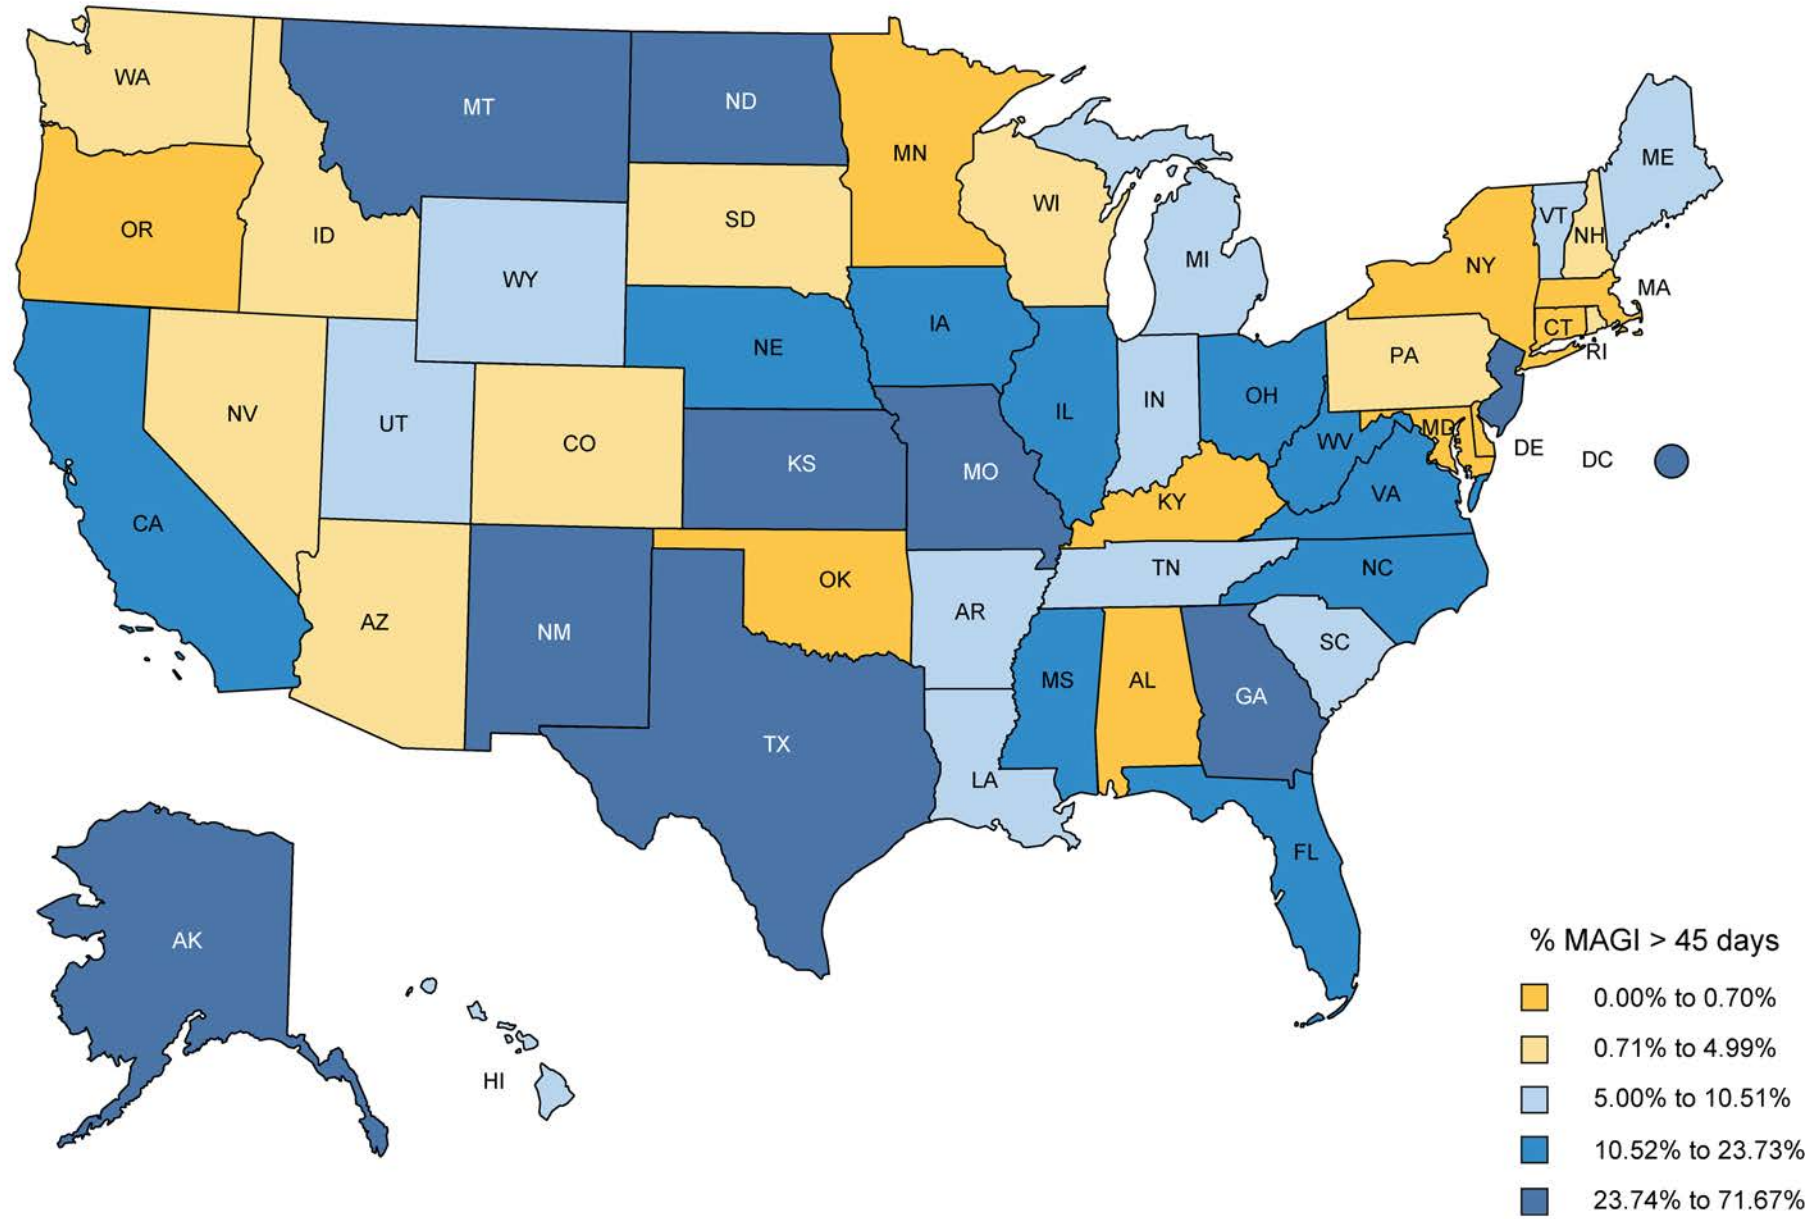 WA
MT
ND
MN
ME
OR
ID
SD
WI
VT
NH
WY
MI
NY
MA
IA
CT
NE
RI
PA
NV
UT
IL
IN
OH
CO
MD
WV
DE
DC
KS
MO
VA
KY
CA
TN
NC
OK
AZ
NM
AR
SC
MS
AL
GA
TX
LA
FL
AK
HI
% MAGI > 45 days
0.00% to 0.70%
0.71% to 4.99%
5.00% to 10.51%
10.52% to 23.73%
23.74% to 71.67%